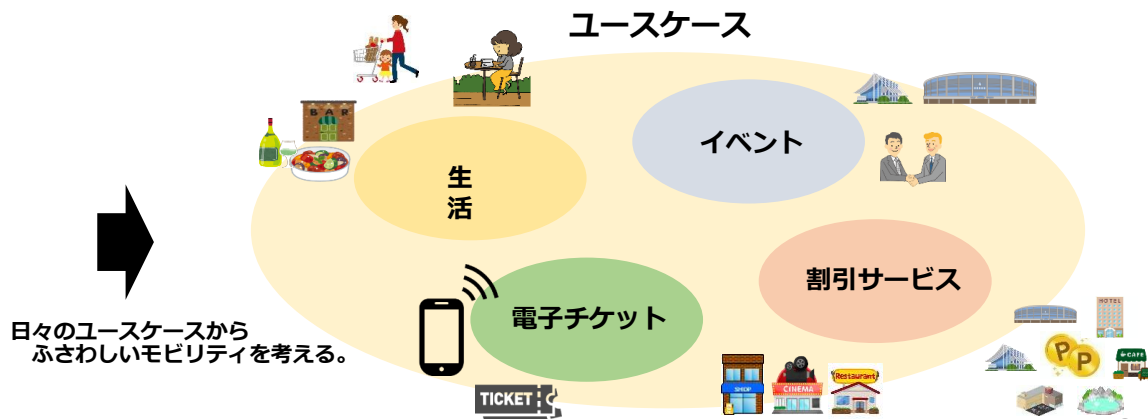 ユースケース
BAR
イベント
生
活
割引サービス
電子チケット
日々のユースケースから
ふさわしいモビリティを考える。
HOTEL
P
P
CAFE
SHOP
CINEMA
Restaurant
TICKET